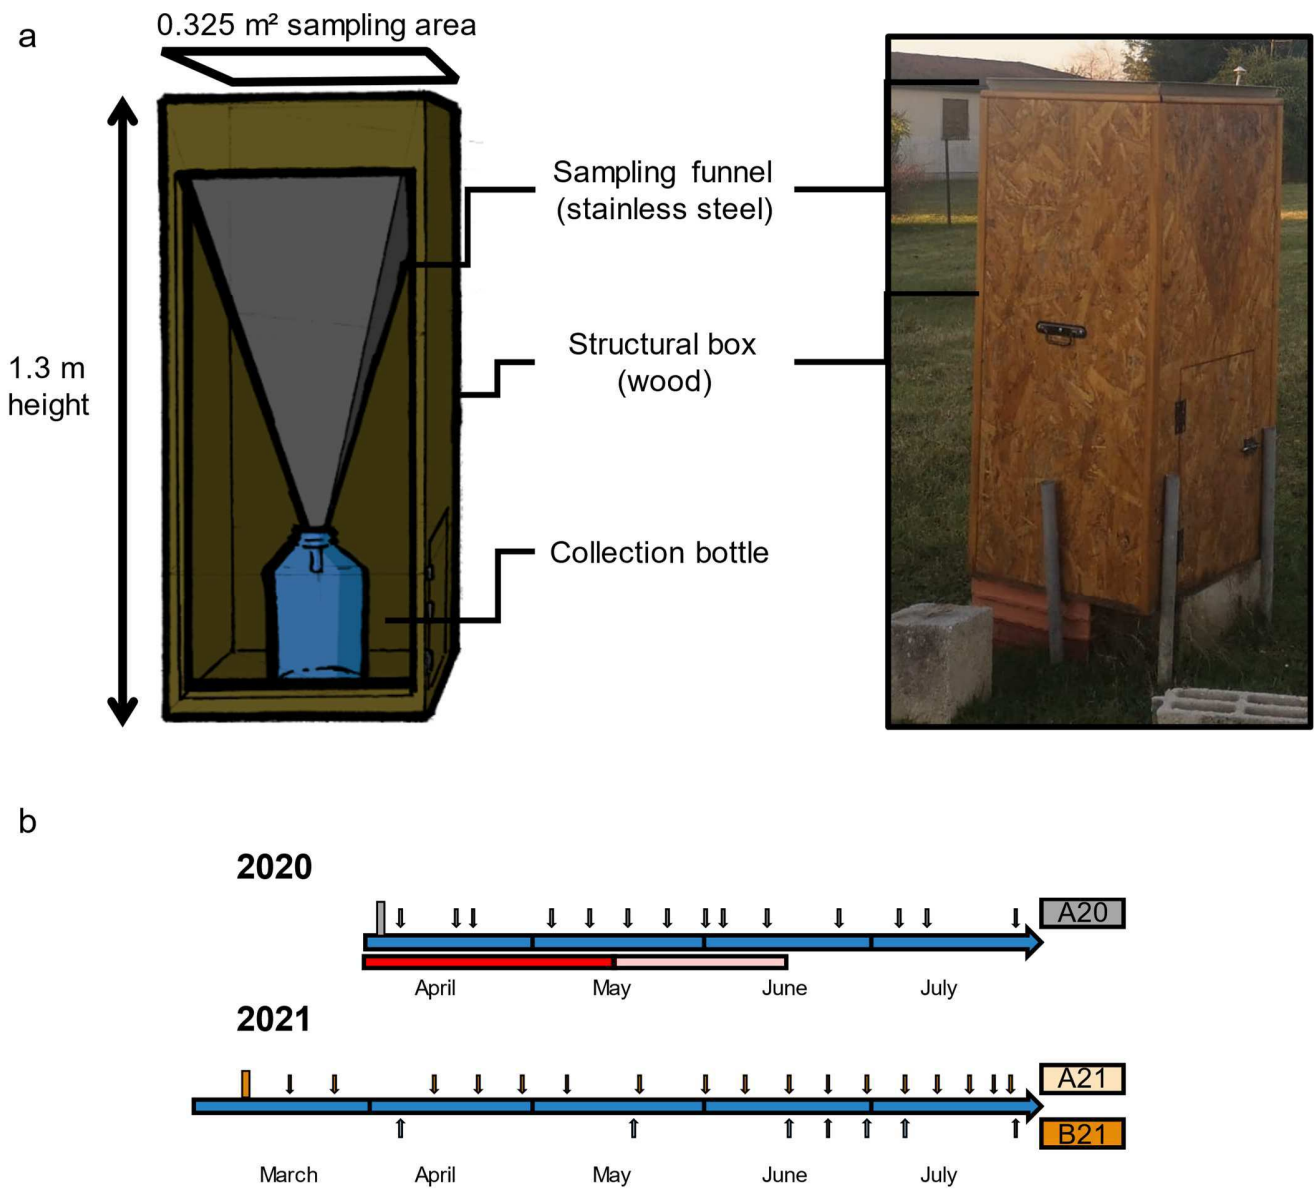 a
0.325 m² sampling area
1.3 m
height
Sampling funnel
(stainless steel)
Structural box
(wood)
Collection bottle
b
2020
A20
April May June July
2021
A21
B21
March April May June July